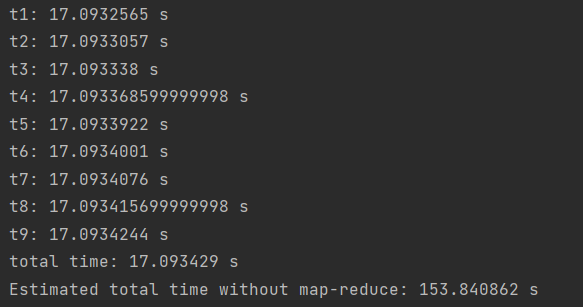 t1: 17.0932565 s
t2: 17.0933057 s
t3: 17.093338 s
t4: 17.093368599999998 s
t5: 17.0933922 s
t6: 17.0934001 s
t7: 17.0934076 s
t8: 17.093415699999998 s
t9: 17.0934244 s
total time: 17.093429 s
Estimated total time without map-reduce: 153.840862 s